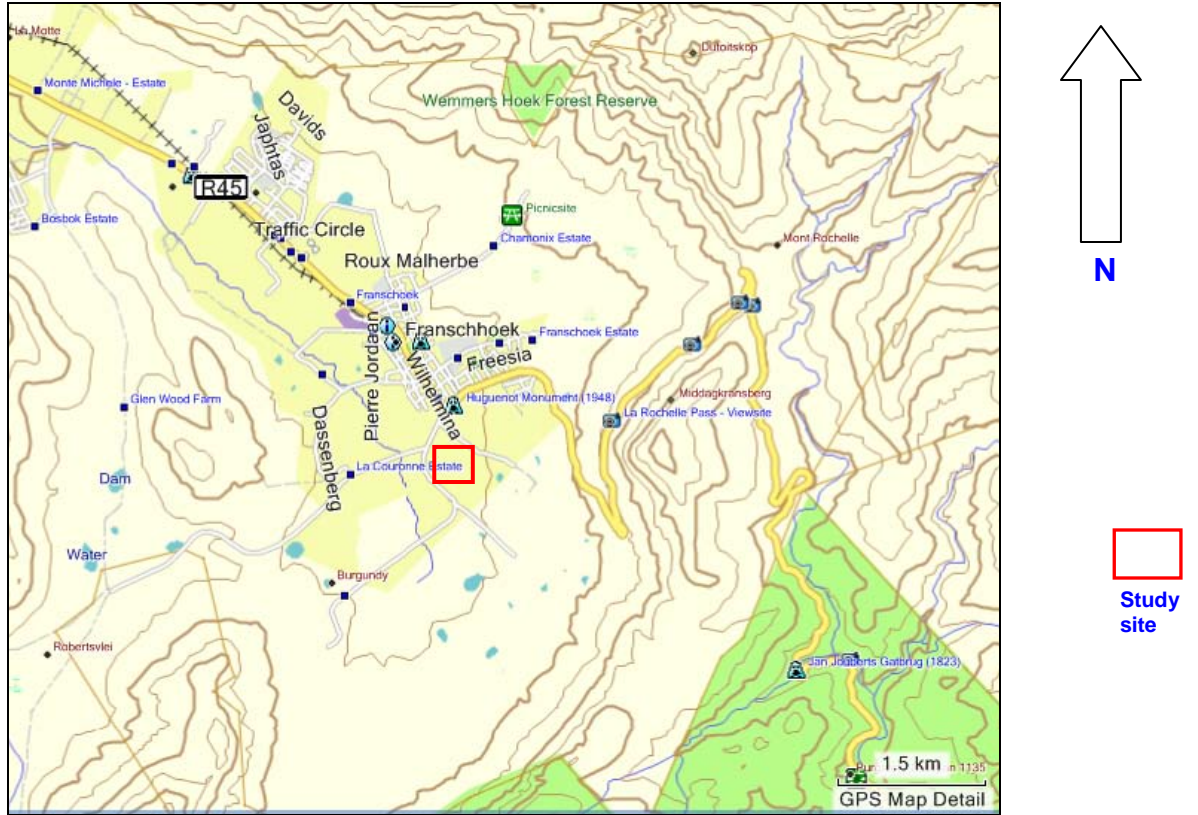 La Motte
Dutoitskop
Monte Michele - Estate
Wemmers Hoek Forest Reserve
Davids
Japhtas
R45
Picnicsite
Bosbok Estate
Traffic Circle
Chamonix Estate
Mont Rochelle
N
Roux Malherbe
Franschoek
Franschhoek
Franschoek Estate
Freesia
Pierre Jordaan
Wilhelmina
Huguenot Monument (1948)
Middagkransberg
Glen Wood Farm
La Rochelle Pass - Viewsite
Dassenberg
La Couronne Estate
Dam
Water
Burgundy
Study
site
Robertsvlei
Jan Jouberts Gatbrug (1823)
1135
1.5 km
GPS Map Detail